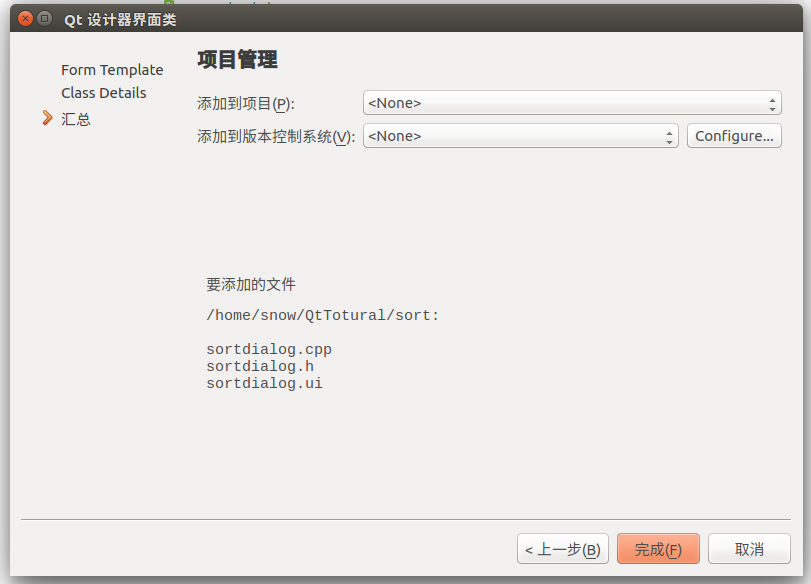 Qt 设计器界面类
Form Template
Class Details
汇总
项目管理
添加到项目(P): <None>
添加到版本控制系统(V): <None> Configure...
要添加的文件
/home/snow/QtTotural/sort:
sortdialog.cpp
sortdialog.h
sortdialog.ui
< 上一步(B) 完成(F) 取消